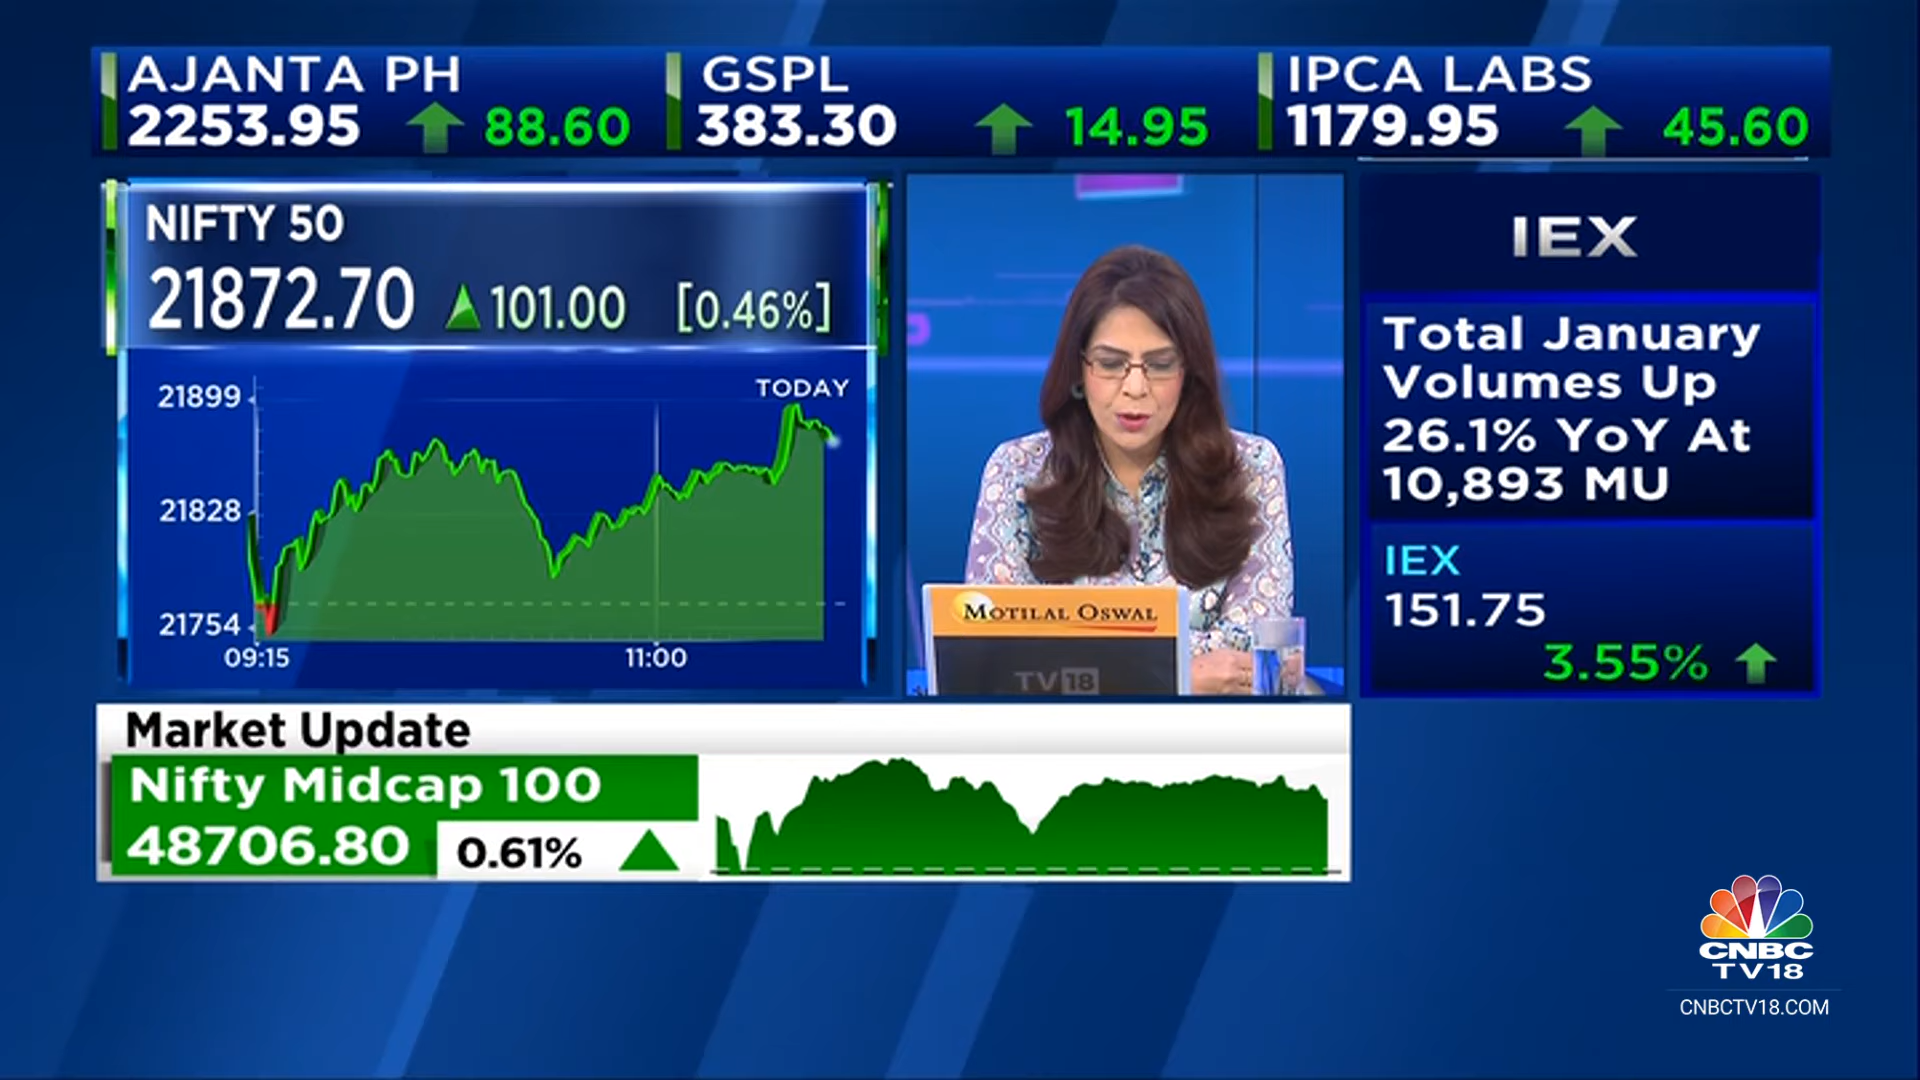 AJANTA PH
2253.95 88.60
GSPL
383.30 14.95
IPCA LABS
1179.95 45.60
NIFTY 50
21872.70 101.00 [0.46%]
TODAY
21899
21828
21754
09:15 11:00
MOTILAL OSWAL
TV18
IEX
Total January
Volumes Up
26.1% YoY At
10,893 MU
IEX
151.75
3.55%
Market Update
Nifty Midcap 100
48706.80 0.61%
CNBC
TV18
CNBCTV18.COM